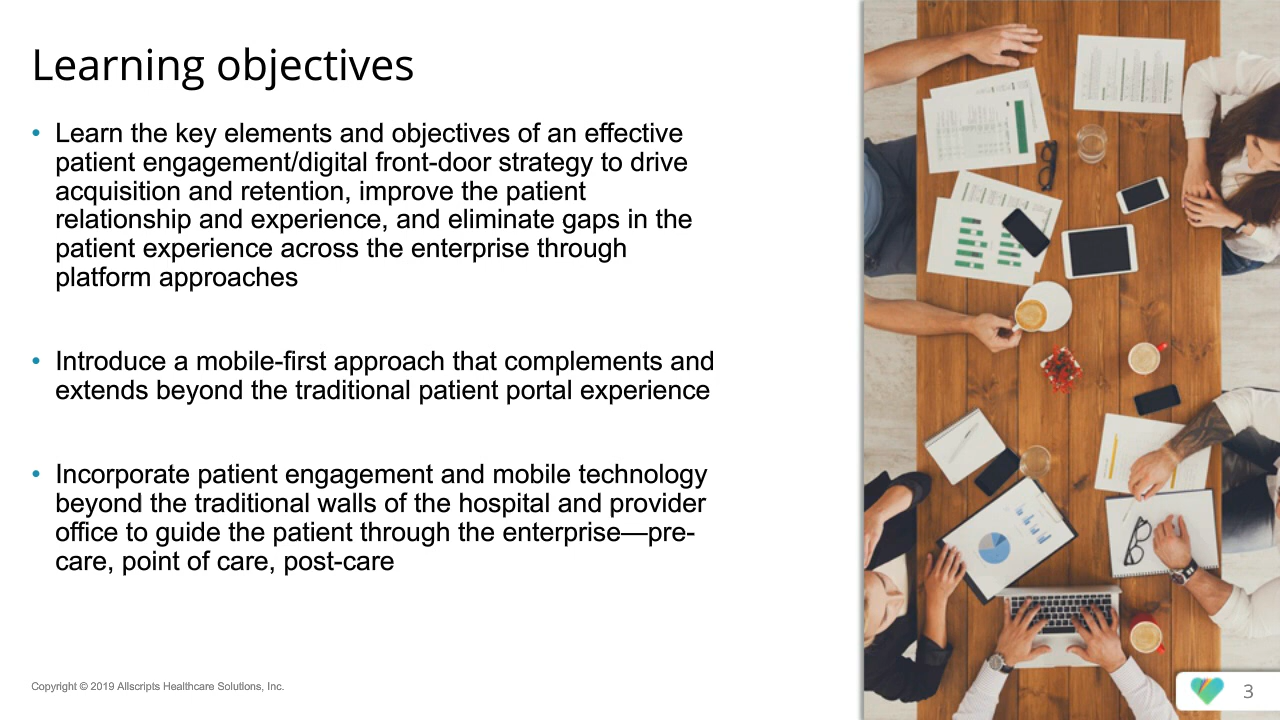 Learning objectives
• Learn the key elements and objectives of an effective
patient engagement/digital front-door strategy to drive
acquisition and retention, improve the patient
relationship and experience, and eliminate gaps in the
patient experience across the enterprise through
platform approaches
• Introduce a mobile-first approach that complements and
extends beyond the traditional patient portal experience
• Incorporate patient engagement and mobile technology
beyond the traditional walls of the hospital and provider
office to guide the patient through the enterprise—pre-
care, point of care, post-care
Copyright © 2019 Allscripts Healthcare Solutions, Inc.
3